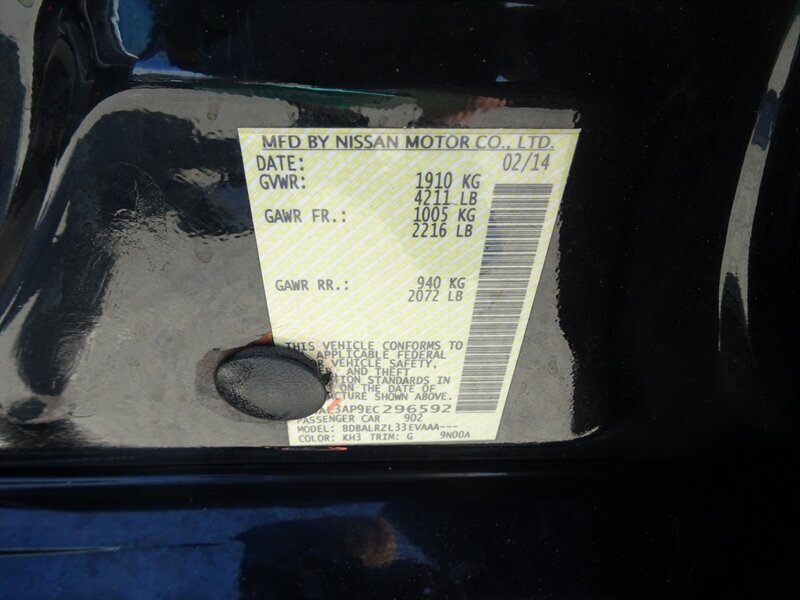 MFD BY NISSAN MOTOR CO., LTD.
DATE: 02/14
GVWR: 1910 KG
4211 LB
GAWR FR.: 1005 KG
2216 LB
GAWR RR.: 940 KG
2072 LB
THIS VEHICLE CONFORMS TO
APPLICABLE FEDERAL
VEHICLE SAFETY,
AND THEFT
STANDARDS IN
ON THE DATE OF
SHOWN ABOVE.
3AP9EC296592
PASSENGER CAR 902
MODEL: BDBALRZL33EVAAA---
COLOR: KH3 TRIM: G 9N00A